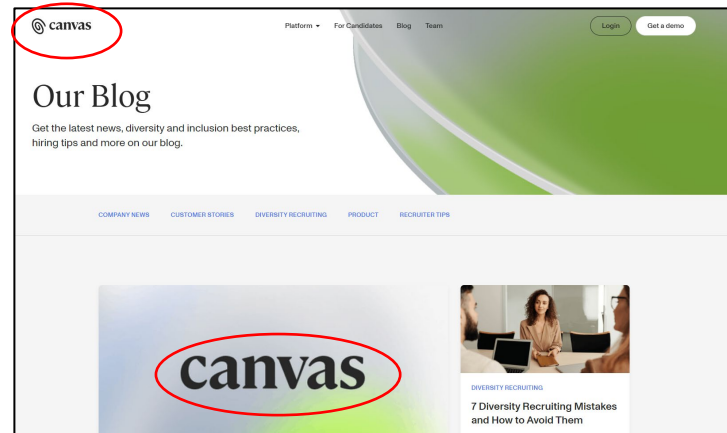 canvas
Platform
For Candidates
Blog
Team
Login
Get a demo
Our Blog
Get the latest news, diversity and inclusion best practices,
hiring tips and more on our blog.
COMPANY NEWS
CUSTOMER STORIES
DIVERSITY RECRUITING
PRODUCT
RECRUITER TIPS
canvas
DIVERSITY RECRUITING
7 Diversity Recruiting Mistakes
and How to Avoid Them